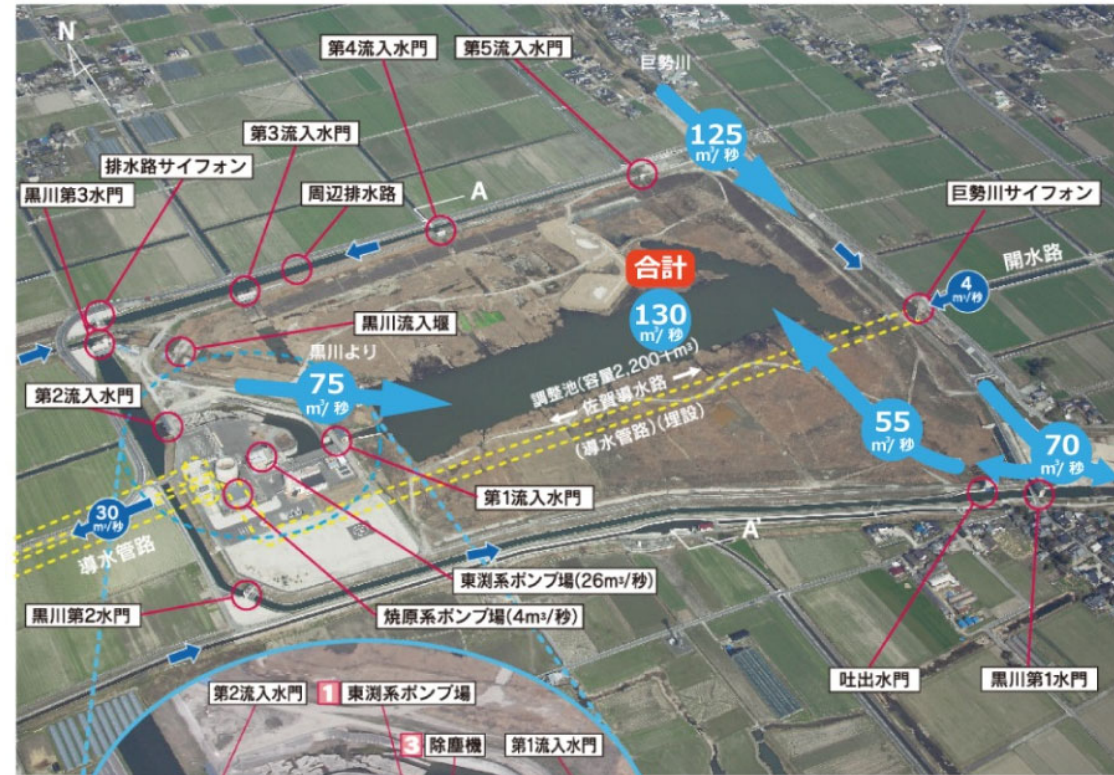 N
第4流入水門
第5流入水門
巨勢川
125
m³/秒
第3流入水門
排水路サイフォン
黒川第3水門
周辺排水路
A
巨勢川サイフォン
開水路
4
m³/秒
合計
130
m³/秒
黒川流入堰
黒川より
75
m³/秒
調整池(容量2,200千m³)
佐賀導水路
(導水管路)(埋設)
第2流入水門
55
m³/秒
70
m³/秒
第1流入水門
30
m³/秒
導水管路
A'
東渕系ポンプ場(26m³/秒)
黒川第2水門
焼原系ポンプ場(4m³/秒)
吐出水門
黒川第1水門
第2流入水門
1 東渕系ポンプ場
3 除塵機
第1流入水門